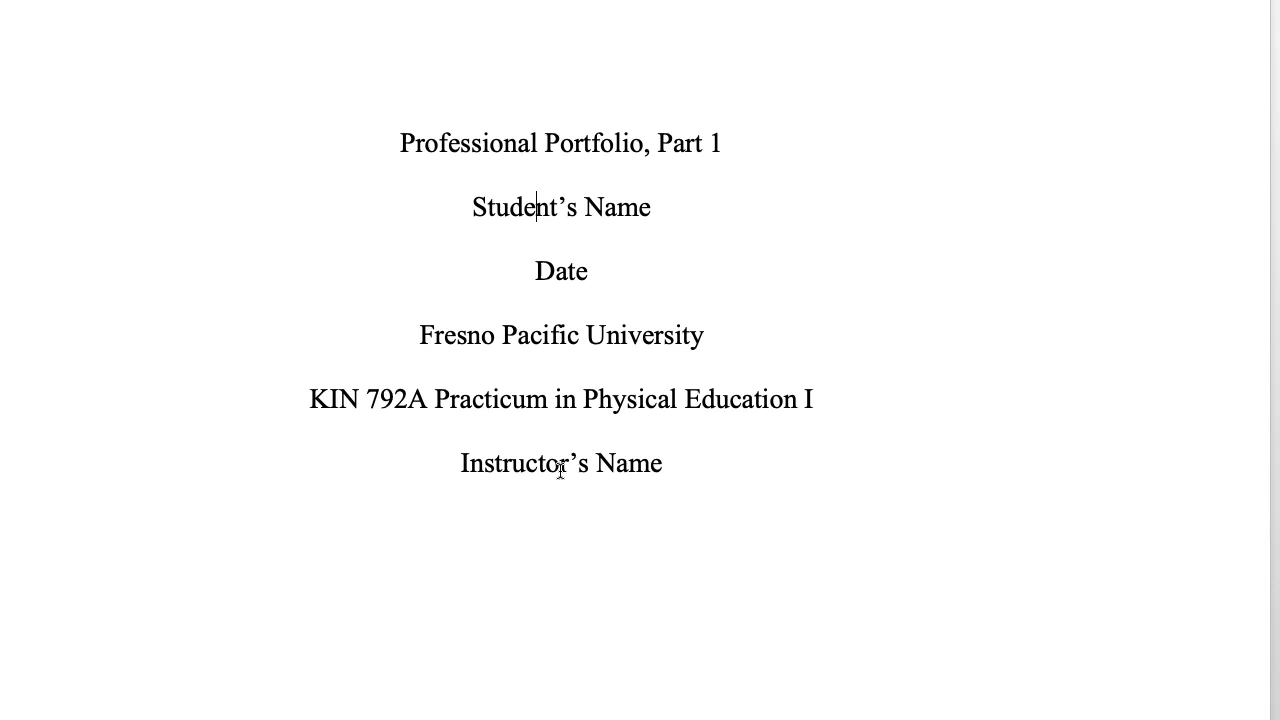 Professional Portfolio, Part 1
Student’s Name
Date
Fresno Pacific University
KIN 792A Practicum in Physical Education I
Instructor’s Name